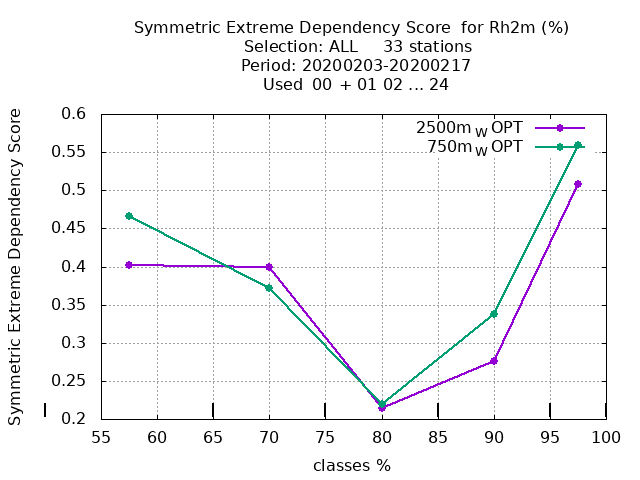 Symmetric Extreme Dependency Score  for Rh2m (%)
Selection: ALL     33 stations
Period: 20200203-20200217
Used  00 + 01 02 ... 24
Symmetric Extreme Dependency Score
0.6
0.55
0.5
0.45
0.4
0.35
0.3
0.25
0.2
2500m W OPT
750m W OPT
55 60 65 70 75 80 85 90 95 100
classes %